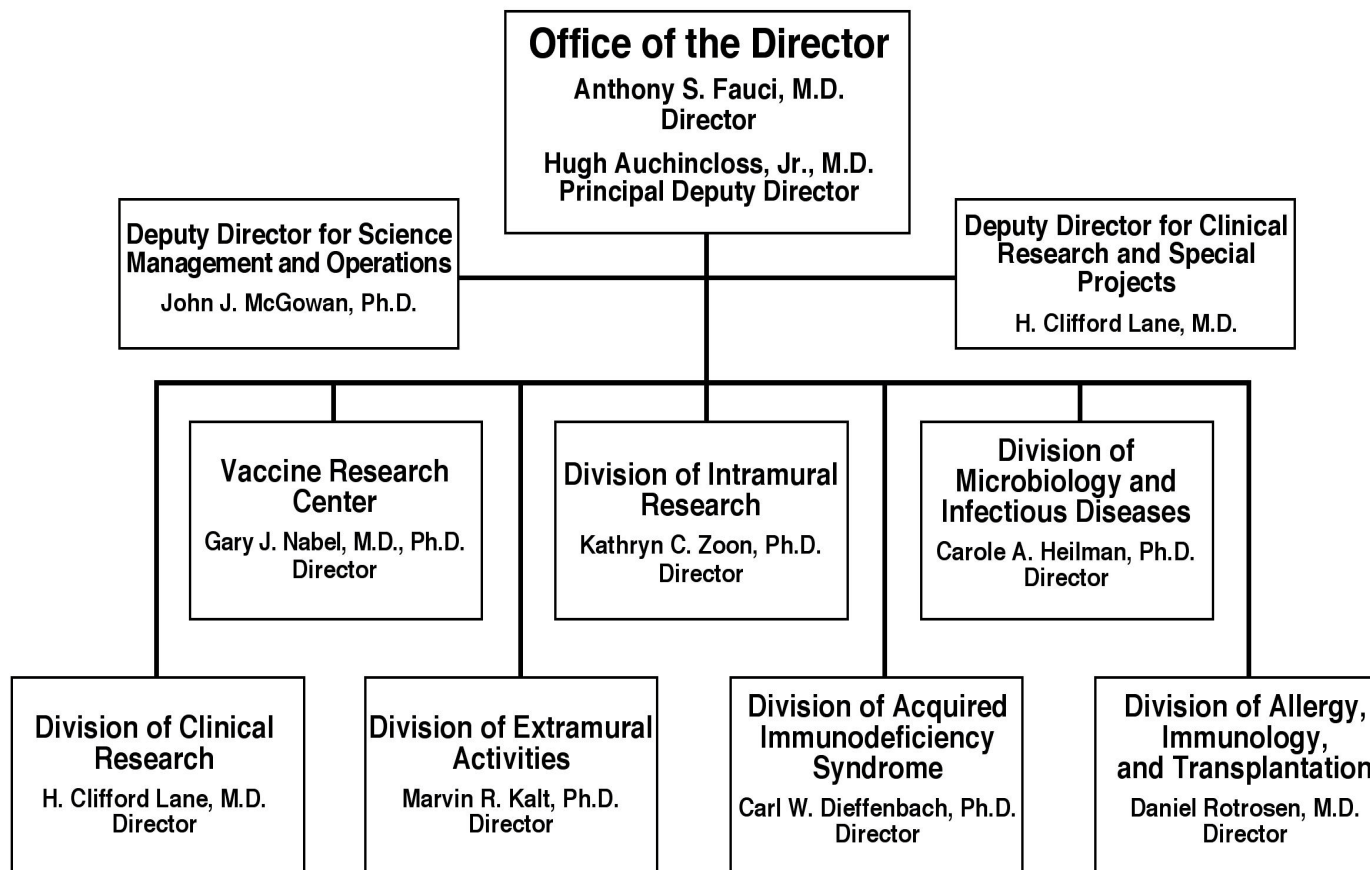 Office of the Director
Anthony S. Fauci, M.D.
Director
Hugh Auchincloss, Jr., M.D.
Principal Deputy Director
Deputy Director for Science
Management and Operations
John J. McGowan, Ph.D.
Deputy Director for Clinical
Research and Special
Projects
H. Clifford Lane, M.D.
Vaccine Research
Center
Gary J. Nabel, M.D., Ph.D.
Director
Division of Intramural
Research
Kathryn C. Zoon, Ph.D.
Director
Division of
Microbiology and
Infectious Diseases
Carole A. Heilman, Ph.D.
Director
Division of Clinical
Research
H. Clifford Lane, M.D.
Director
Division of Extramural
Activities
Marvin R. Kalt, Ph.D.
Director
Division of Acquired
Immunodeficiency
Syndrome
Carl W. Dieffenbach, Ph.D.
Director
Division of Allergy,
Immunology,
and Transplantation
Daniel Rotrosen, M.D.
Director